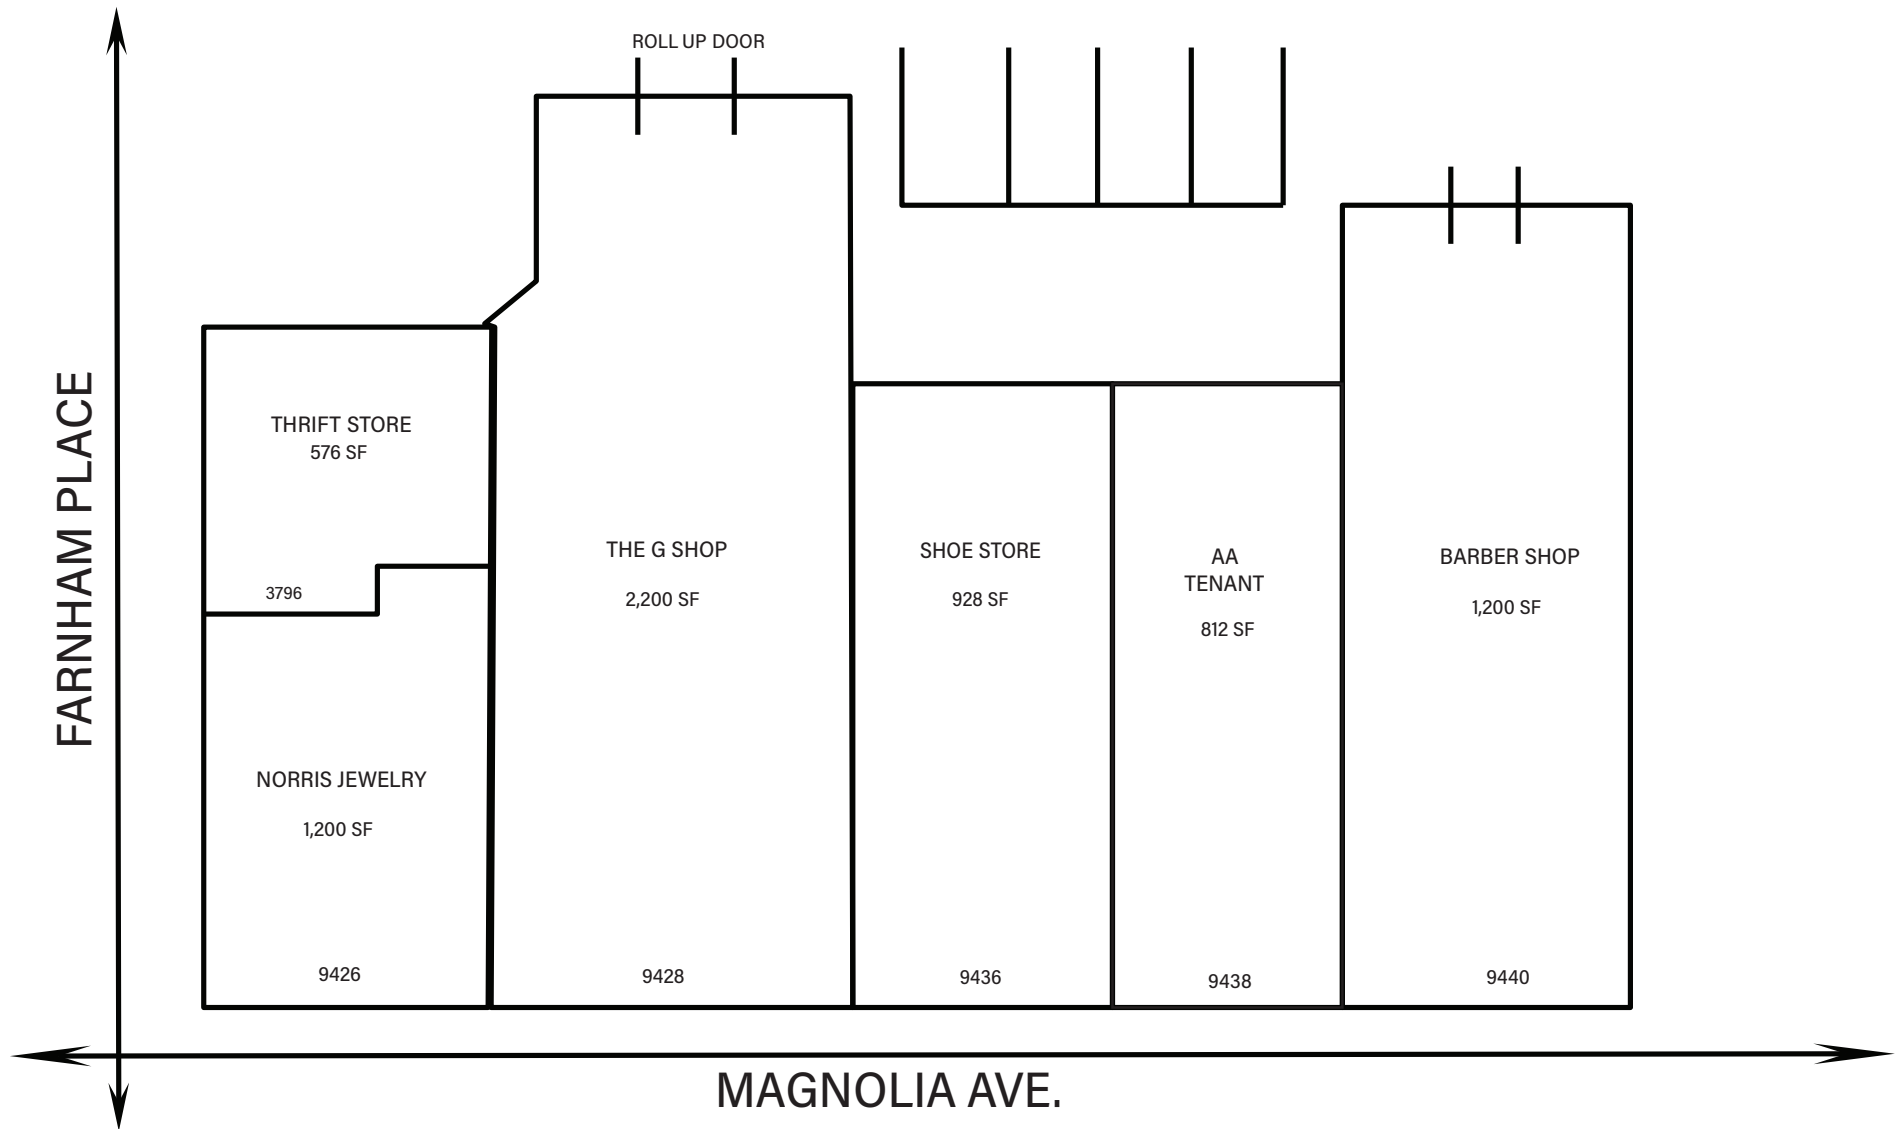 ROLL UP DOOR
FARNHAM PLACE
THRIFT STORE
576 SF
3796
NORRIS JEWELRY
1,200 SF
9426
THE G SHOP
2,200 SF
9428
SHOE STORE
928 SF
9436
AA
TENANT
812 SF
9438
BARBER SHOP
1,200 SF
9440
MAGNOLIA AVE.